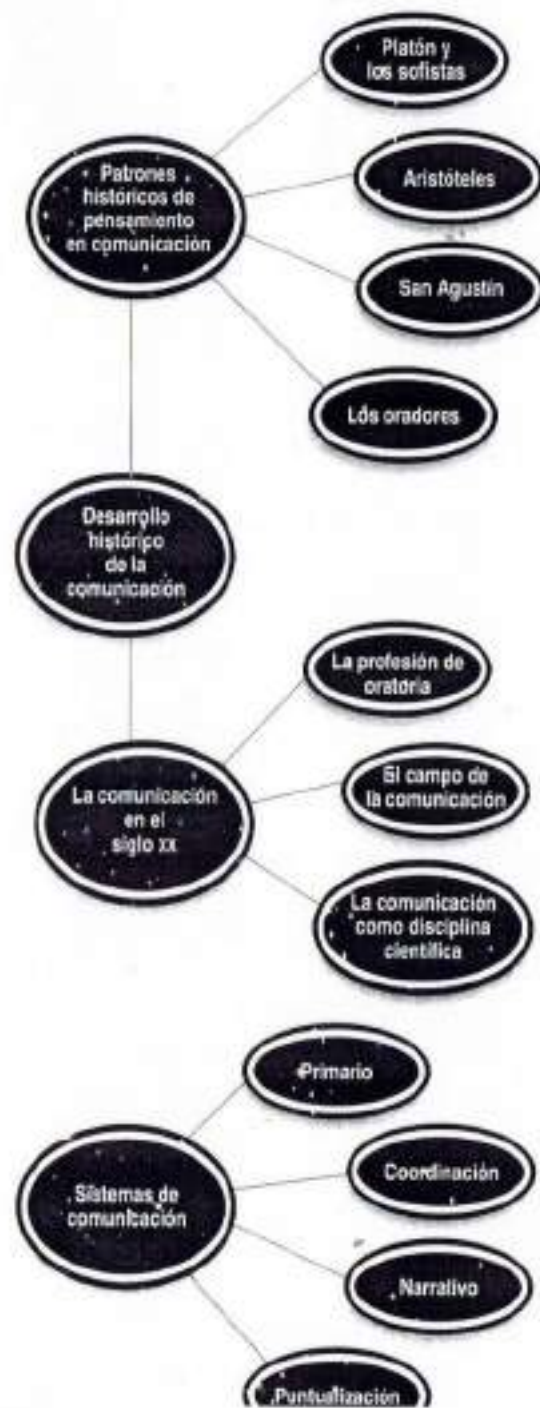 Platón y
los sofistas
Patrones
históricos de
pensamiento
en comunicación
Aristóteles
San Agustín
Los oradores
Desarrollo
histórico
de la
comunicación
La profesión de
oratoria
La comunicación
en el
siglo xx
El campo de
la comunicación
La comunicación
como disciplina
científica
Primario
Sistemas de
comunicación
Coordinación
Narrativo
Puntualización